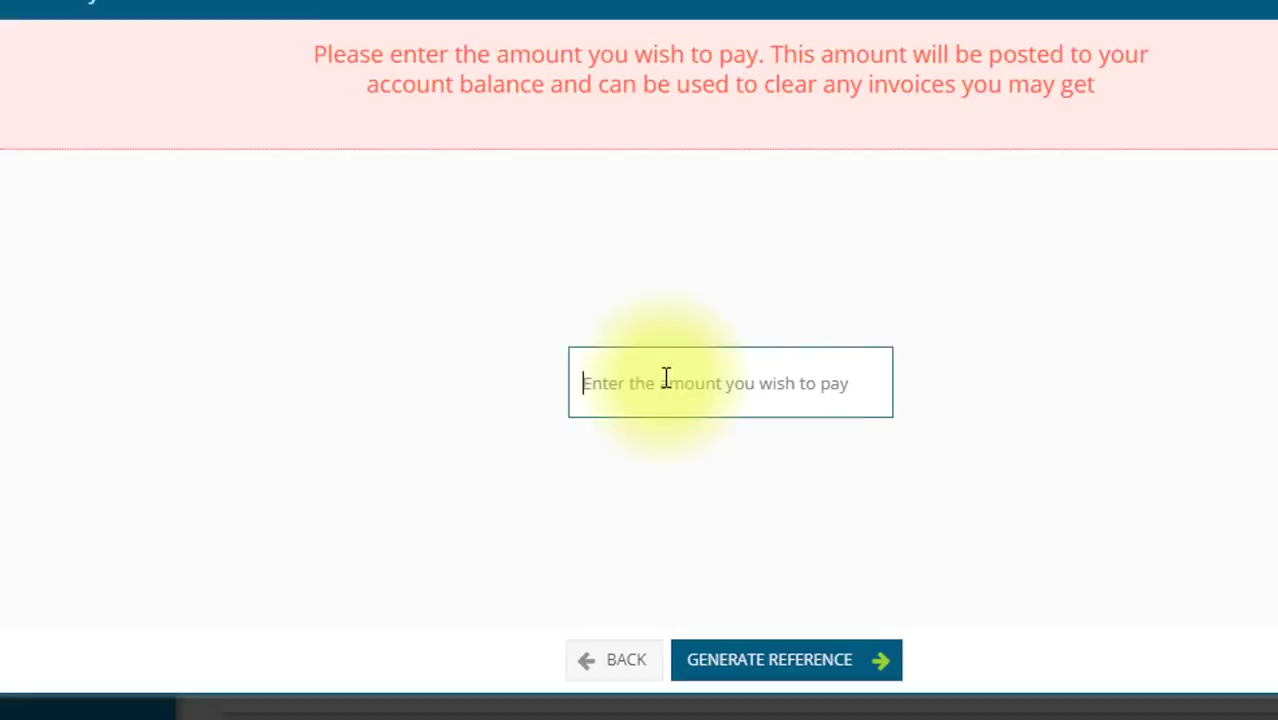 Please enter the amount you wish to pay. This amount will be posted to your
account balance and can be used to clear any invoices you may get
Enter the amount you wish to pay
BACK
GENERATE REFERENCE